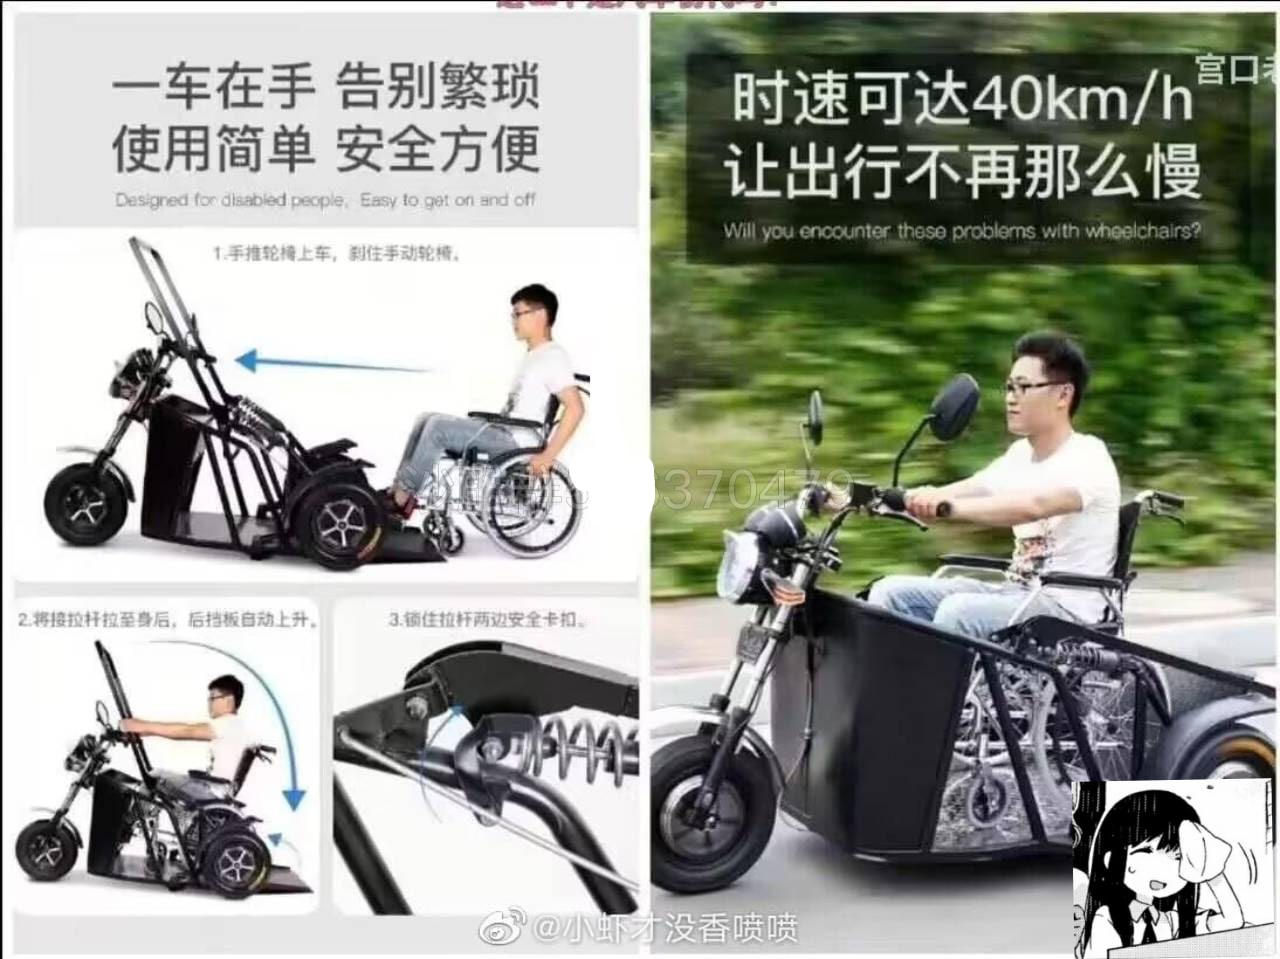 一车在手 告别繁琐
使用简单 安全方便
Designed for disabled people, Easy to get on and off
1.手推轮椅上车，刹住手动轮椅。
2.将接拉杆拉至身后，后挡板自动上升。
3.锁住拉杆两边安全卡扣。
宫口老
时速可达40km/h
让出行不再那么慢
Will you encounter these problems with wheelchairs?
@小虾才没香喷喷